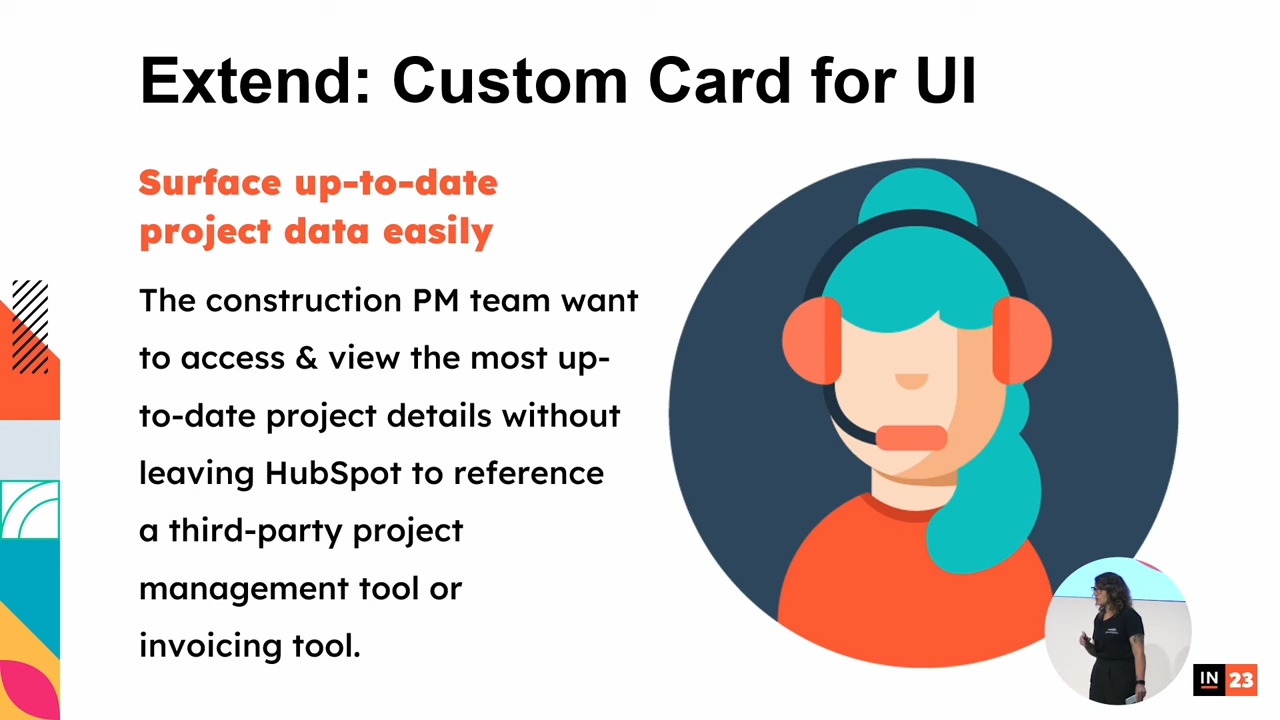 Extend: Custom Card for UI
Surface up-to-date
project data easily
The construction PM team want
to access & view the most up-
to-date project details without
leaving HubSpot to reference
a third-party project
management tool or
invoicing tool.
IN 23